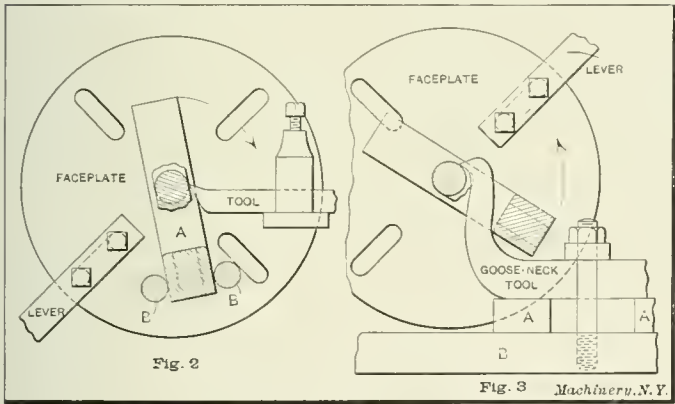 FACEPLATE
A
TOOL
LEVER
B
B
Fig. 2
FACEPLATE
LEVER
GOOSE-NECK
TOOL
A
A
B
Fig. 3
Machinery, N.Y.